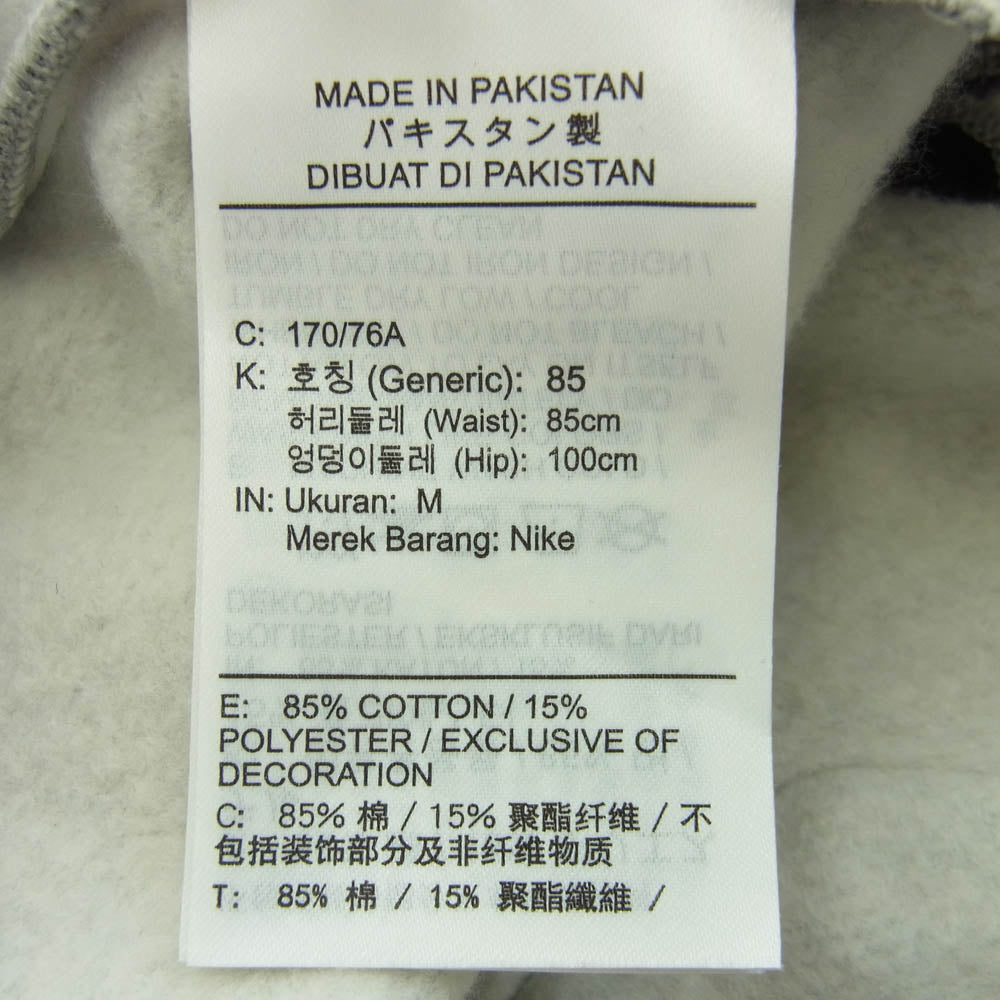 MADE IN PAKISTAN
パキスタン製
DIBUAT DI PAKISTAN
C: 170/76A
K: 호칭 (Generic): 85
허리둘레 (Waist): 85cm
엉덩이둘레 (Hip): 100cm
IN: Ukuran: M
Merek Barang: Nike
E: 85% COTTON / 15%
POLYESTER / EXCLUSIVE OF
DECORATION
C: 85% 棉 / 15% 聚酯纤维 / 不
包括装饰部分及非纤维物质
T: 85% 棉 / 15% 聚酯纖維 /